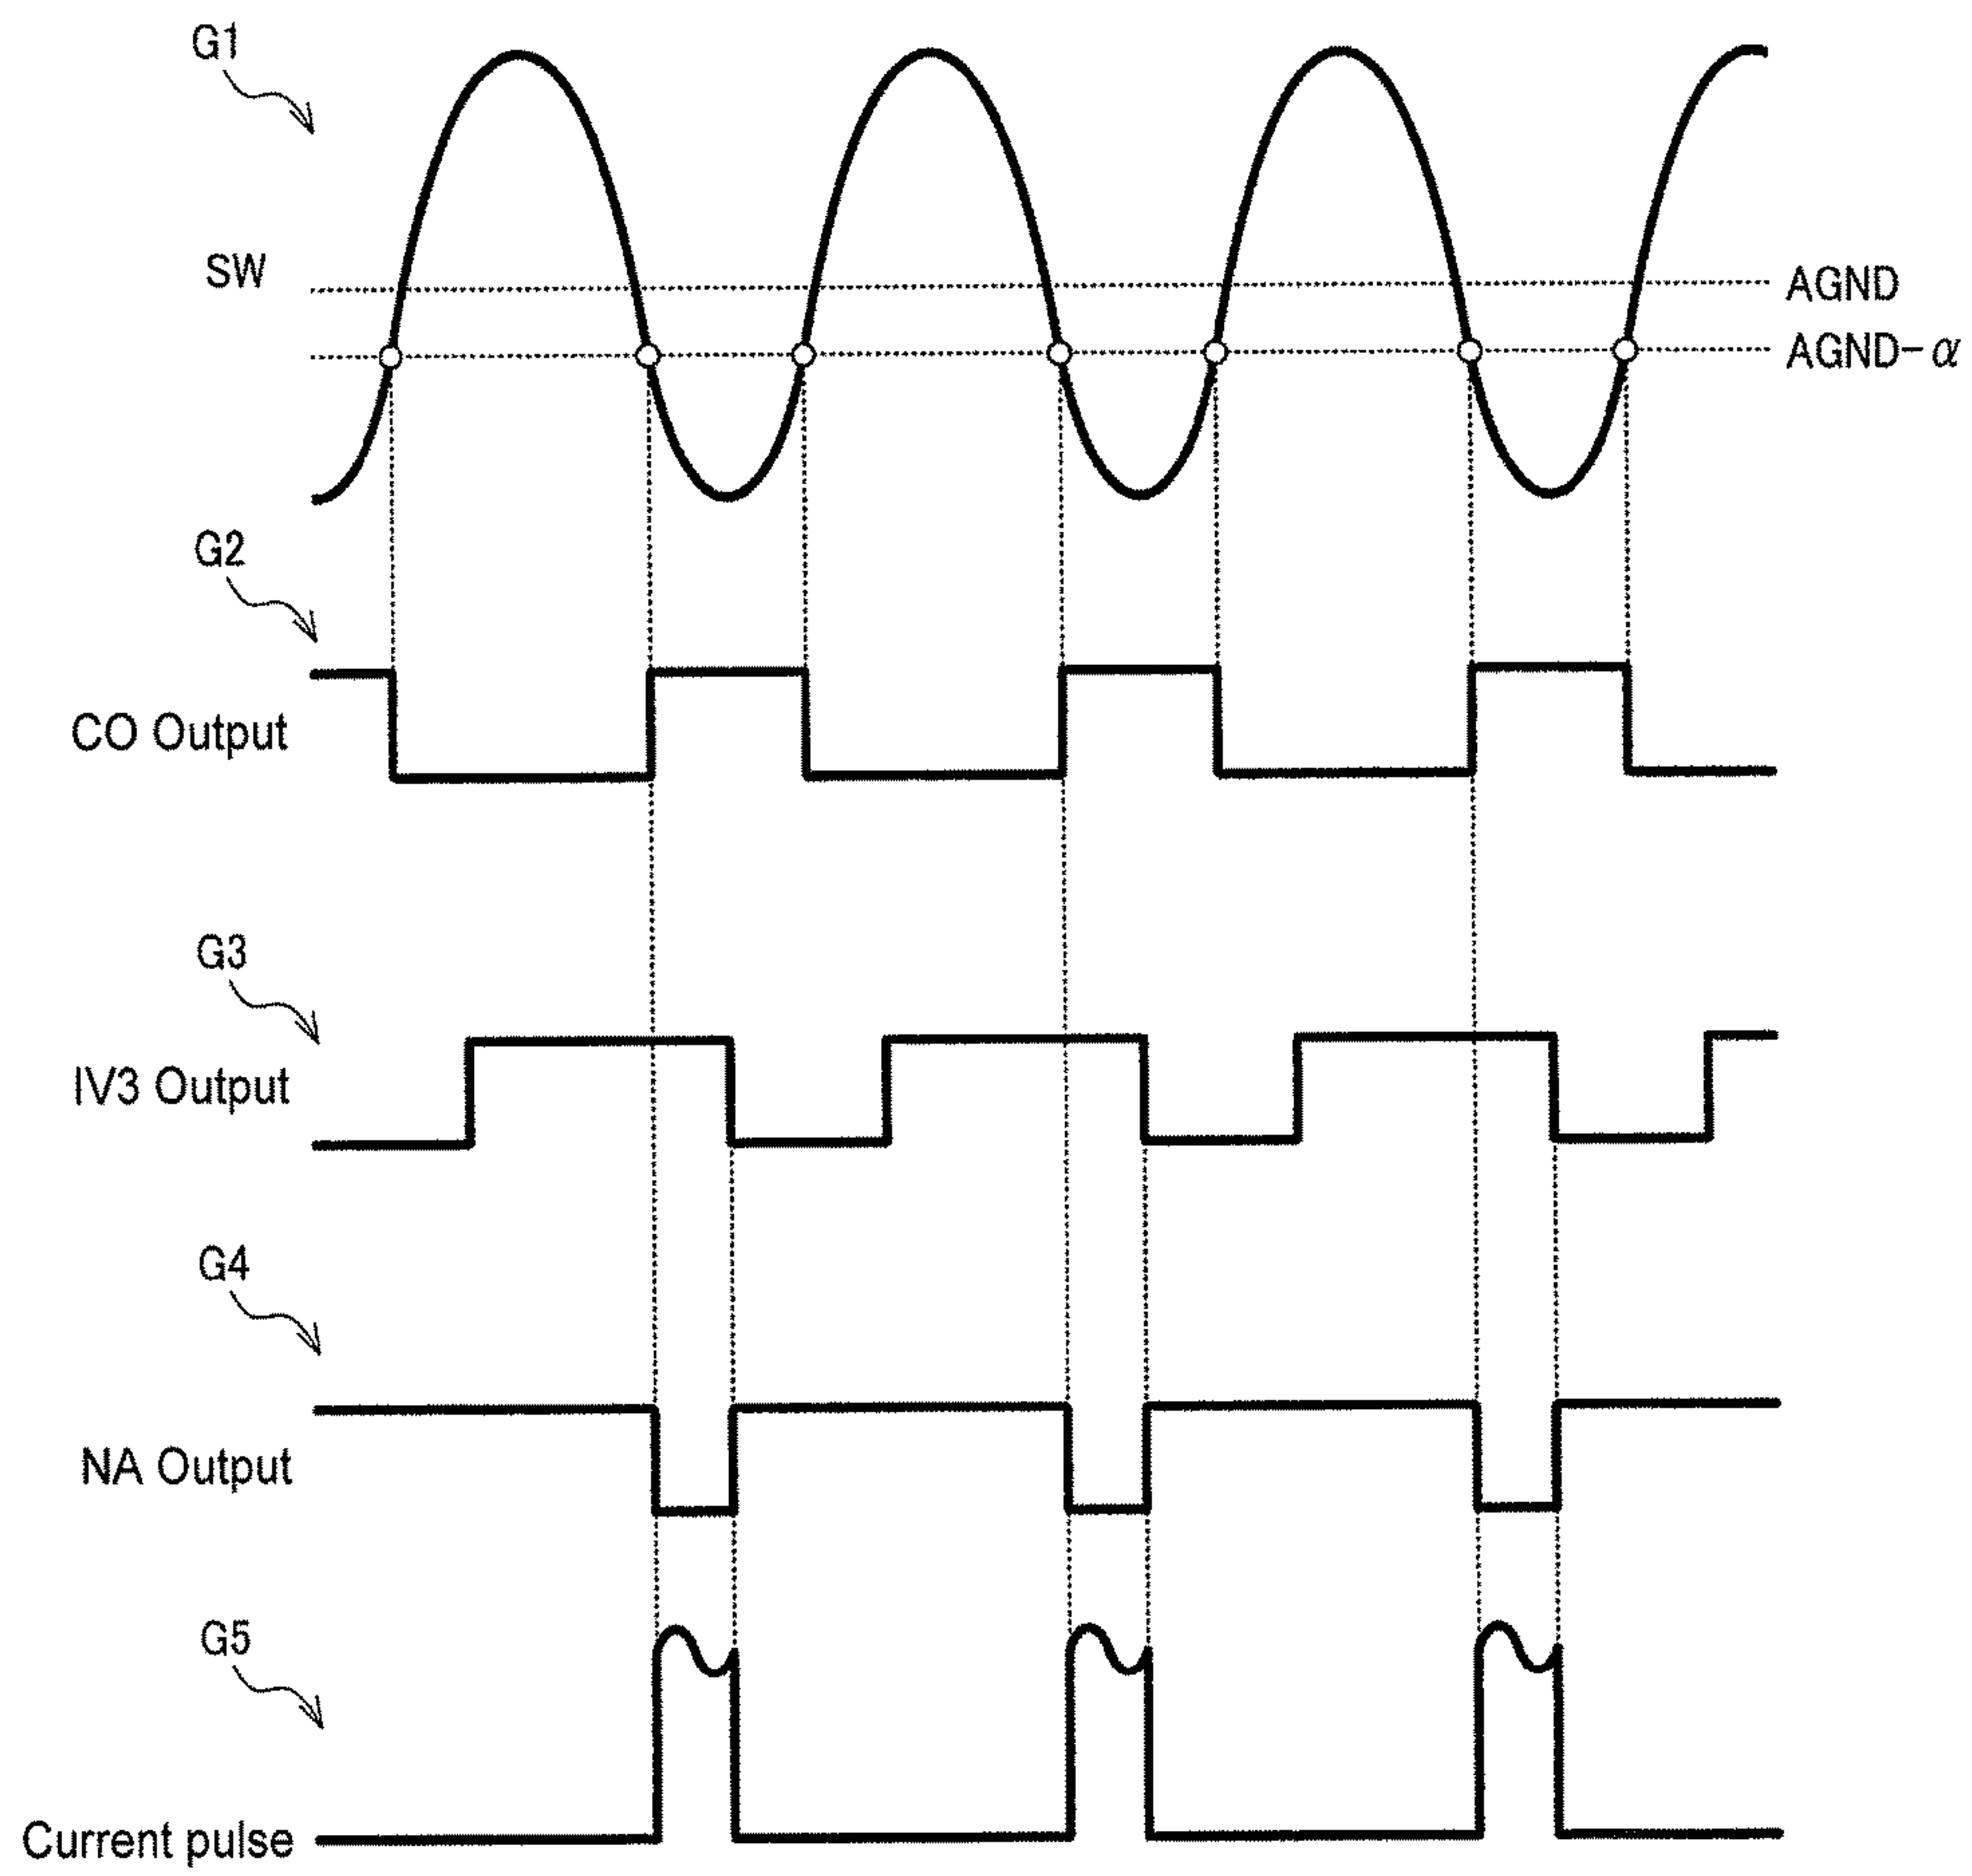 G1
SW
AGND
AGND-α
G2
CO Output
G3
IV3 Output
G4
NA Output
G5
Current pulse